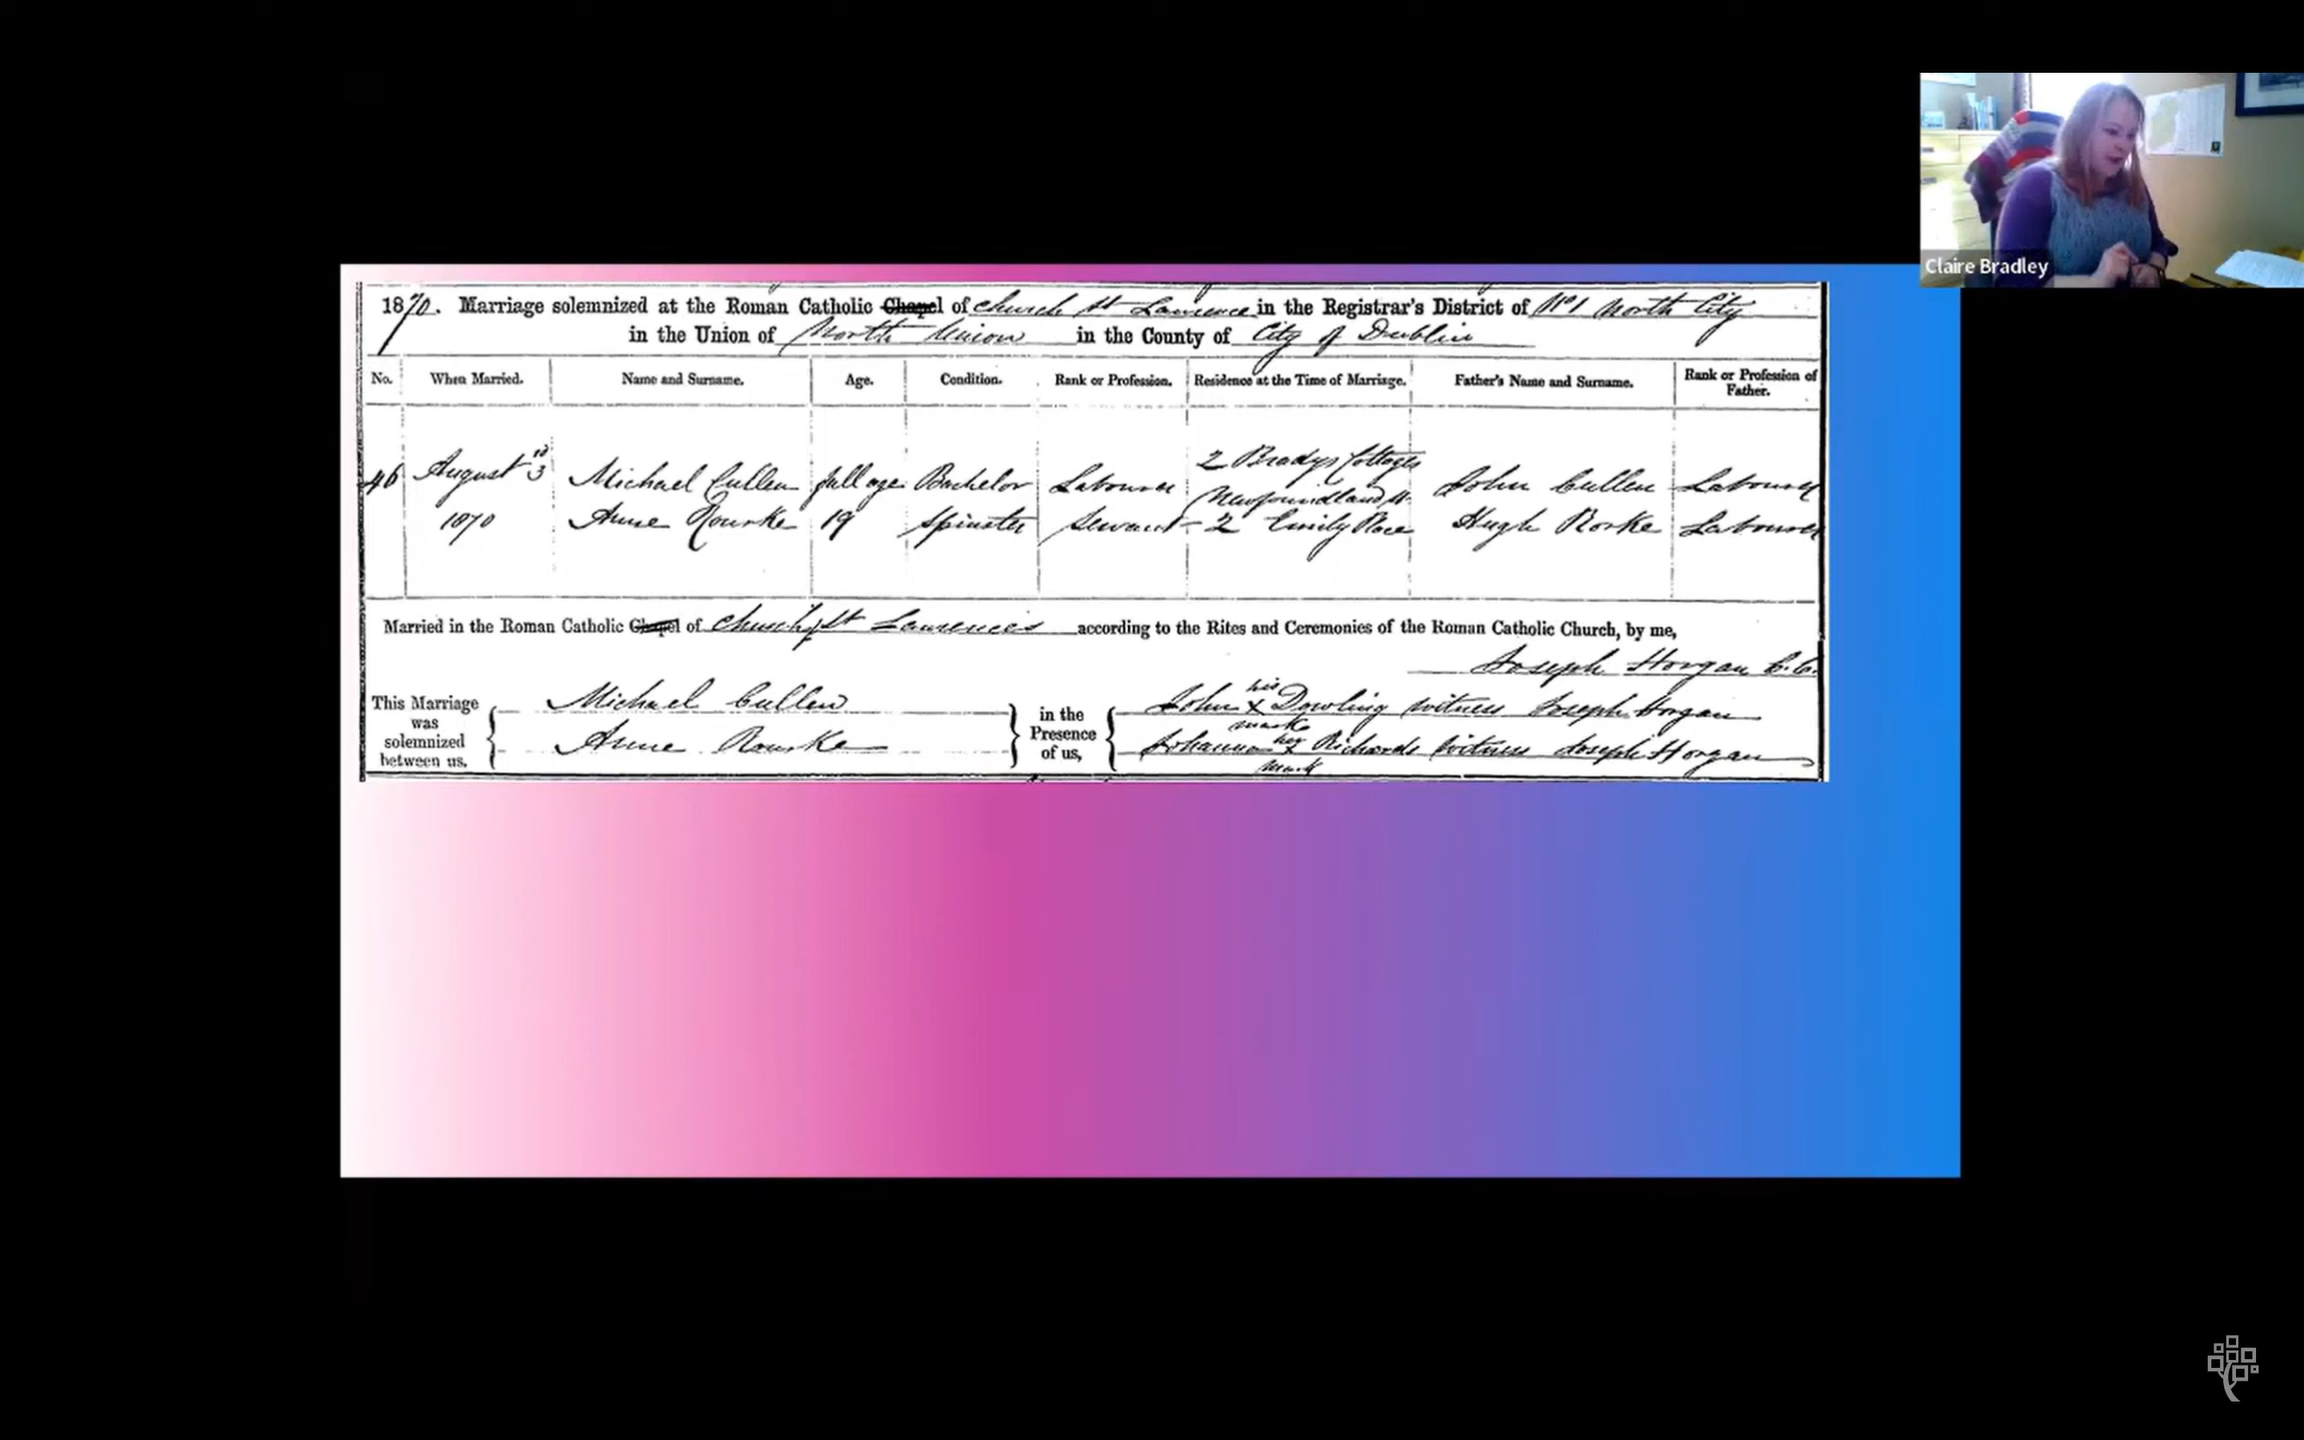 Claire Bradley
1870. Marriage solemnized at the Roman Catholic Chapel of Church St Lawrence in the Registrar's District of No 1 North City
in the Union of North Union in the County of City of Dublin
No. When Married. Name and Surname. Age. Condition. Rank or Profession. Residence at the Time of Marriage. Father's Name and Surname. Rank or Profession of Father.
46 August 3rd Michael Cullen full age Bachelor Labourer 2 Bradys Cottages Newfoundland St. John Cullen Labourer
1870 Anne Rourke 19 Spinster Servant 2 Emily Place Hugh Rorke Labourer
Married in the Roman Catholic Chapel of Church of St Lawrences according to the Rites and Ceremonies of the Roman Catholic Church, by me,
Joseph Horgan C.C.
This Marriage was solemnized between us,
Michael Cullen
Anne Rourke
in the Presence of us,
John his X mark Dowling witness Joseph Horgan
Johanna her X mark Richards witness Joseph Horgan